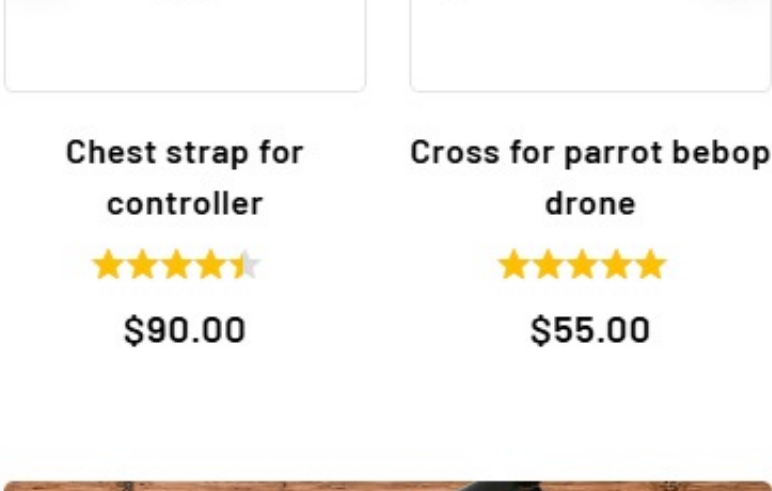 Chest strap for
controller
$90.00
Cross for parrot bebop
drone
$55.00